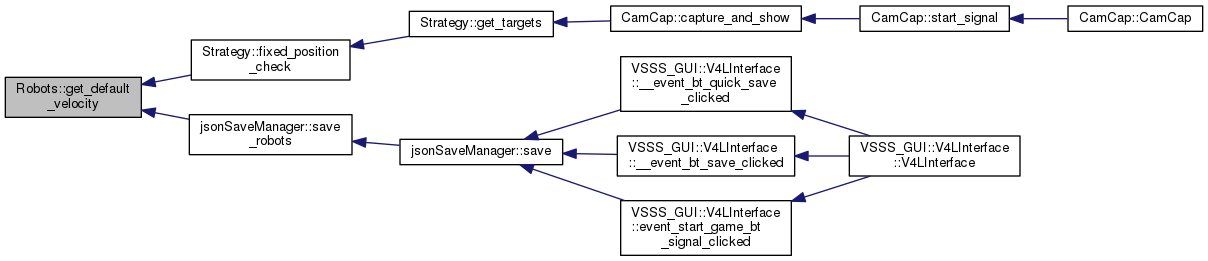 Robots::get_default
_velocity
Strategy::fixed_position
_check
Strategy::get_targets
CamCap::capture_and_show
CamCap::start_signal
CamCap::CamCap
jsonSaveManager::save
_robots
jsonSaveManager::save
VSSS_GUI::V4LInterface
::__event_bt_quick_save
_clicked
VSSS_GUI::V4LInterface
::__event_bt_save_clicked
VSSS_GUI::V4LInterface
::event_start_game_bt
_signal_clicked
VSSS_GUI::V4LInterface
::V4LInterface